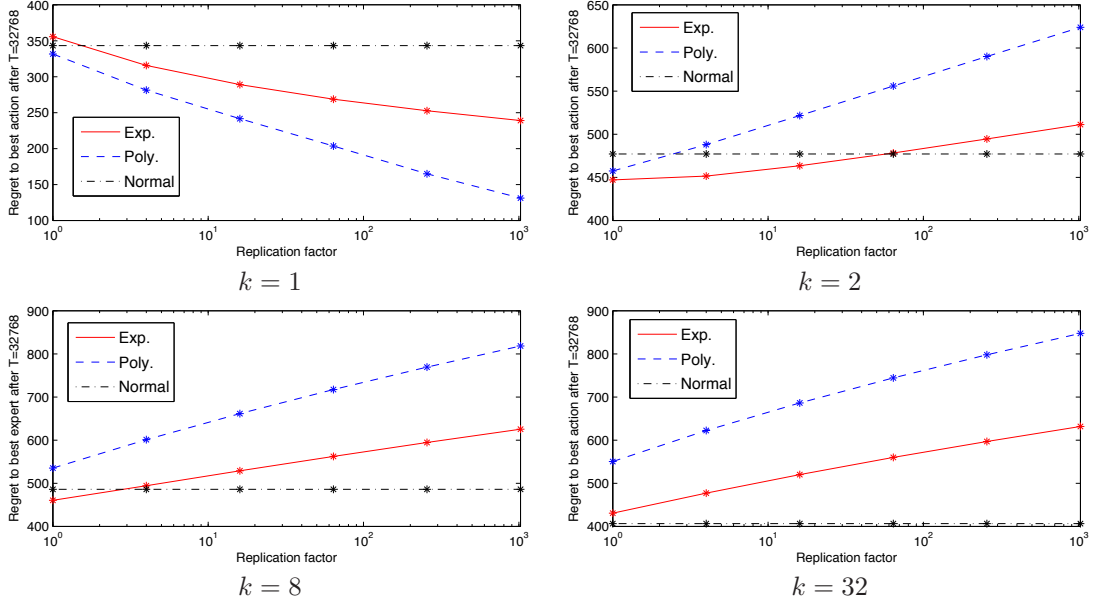 400
350
300
250
200
150
100
Regret to best action after T=32768
Exp.
Poly.
Normal
10^0
10^1
10^2
10^3
Replication factor
k = 1
650
600
550
500
450
400
Regret to best action after T=32768
Exp.
Poly.
Normal
10^0
10^1
10^2
10^3
Replication factor
k = 2
900
800
700
600
500
400
Regret to best expert after T=32768
Exp.
Poly.
Normal
10^0
10^1
10^2
10^3
Replication factor
k = 8
900
800
700
600
500
400
Regret to best action after T=32768
Exp.
Poly.
Normal
10^0
10^1
10^2
10^3
Replication factor
k = 32